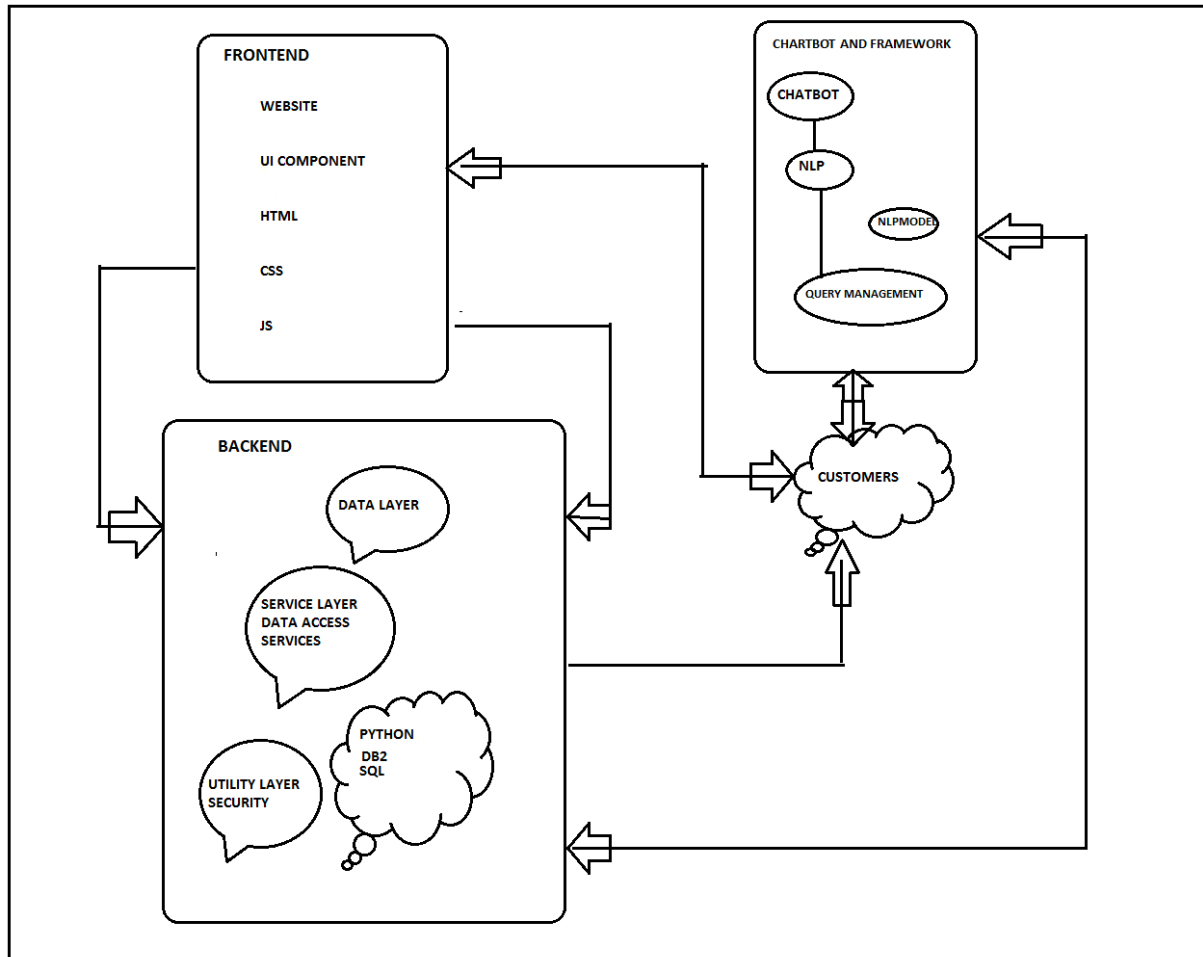 FRONTEND
WEBSITE
UI COMPONENT
HTML
CSS
JS
CHARTBOT AND FRAMEWORK
CHATBOT
NLP
NLPMODEL
QUERY MANAGEMENT
CUSTOMERS
BACKEND
DATA LAYER
SERVICE LAYER
DATA ACCESS
SERVICES
PYTHON
DB2
SQL
UTILITY LAYER
SECURITY